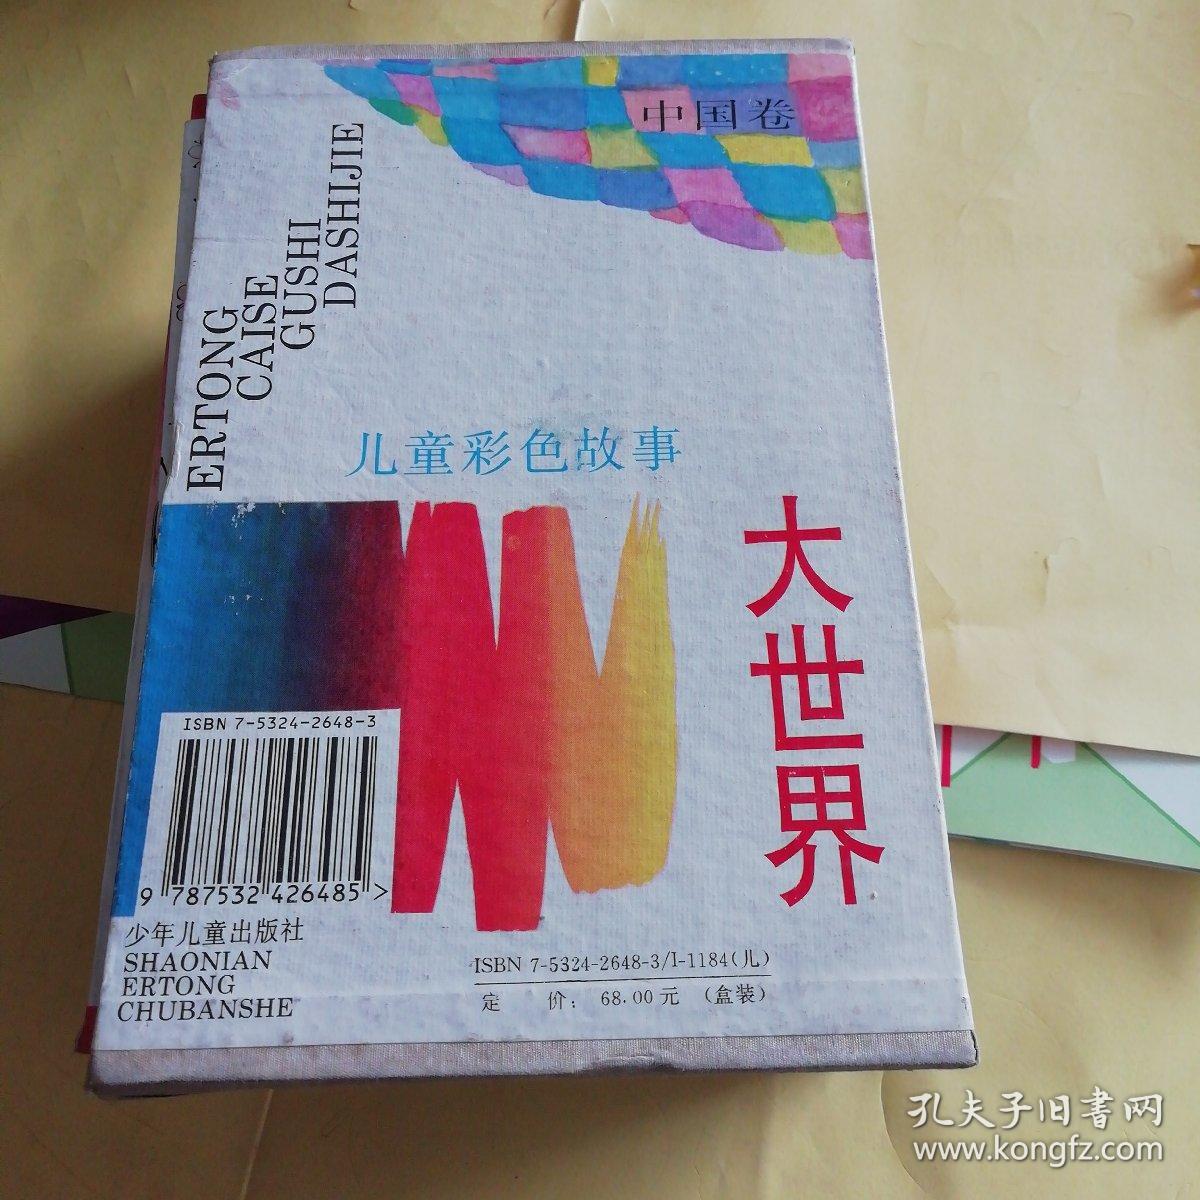 中国卷
ERTONG
CAISE
GUSHI
DASHIJIE
儿童彩色故事
大世界
ISBN 7-5324-2648-3
9 787532 426485 >
少年儿童出版社
SHAONIAN
ERTONG
CHUBANSHE
ISBN 7-5324-2648-3/I·1184(儿)
定 价: 68.00元 (盒装)
孔夫子旧书网
www.kongfz.com